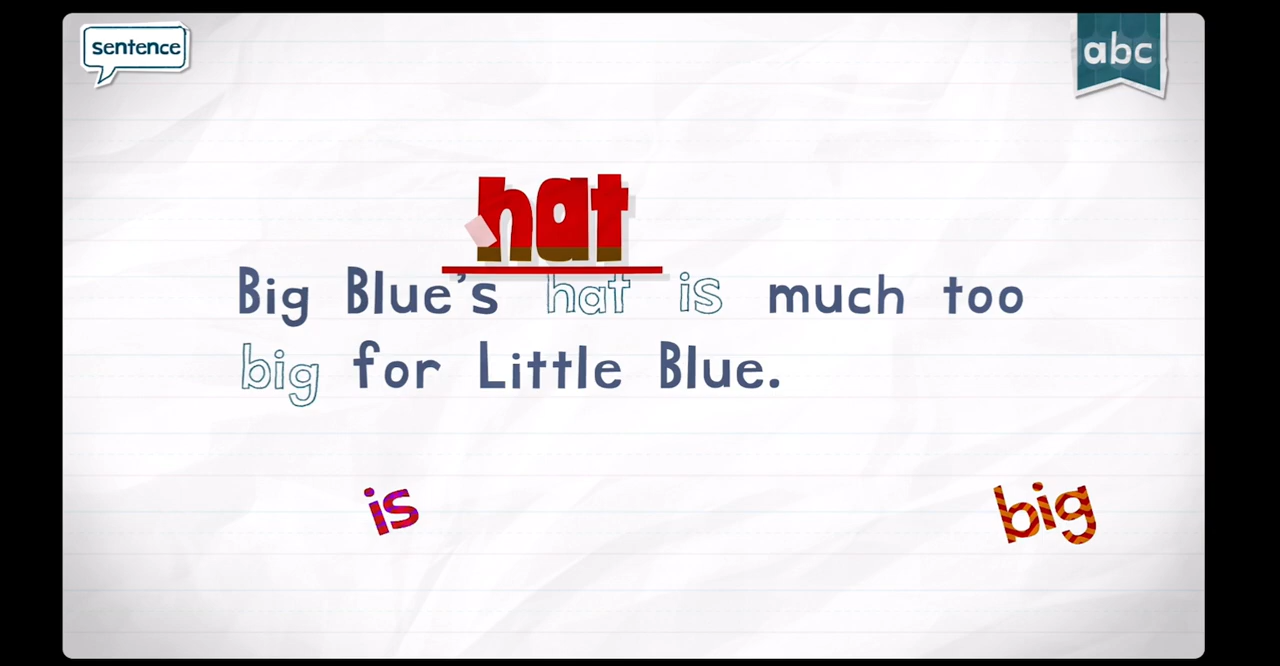 sentence
abc
hat
Big Blue's hat is much too
big for Little Blue.
is
big